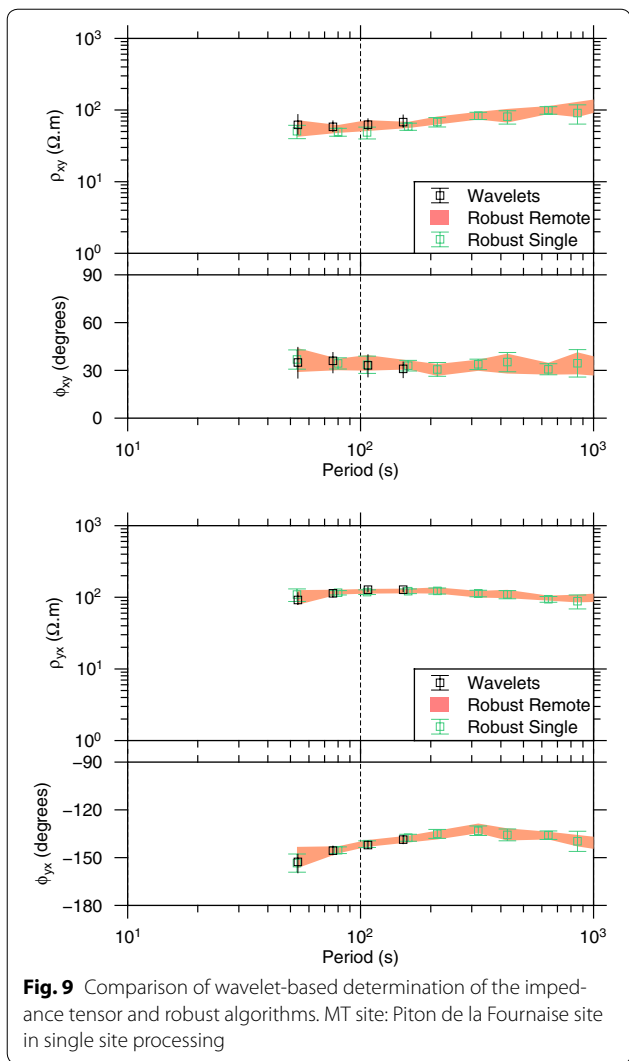 10³
10²
10¹
10⁰
ρxy (Ω.m)
Wavelets
Robust Remote
Robust Single
90
60
30
0
ϕxy (degrees)
10¹
10²
10³
Period (s)
10³
10²
10¹
10⁰
ρyx (Ω.m)
Wavelets
Robust Remote
Robust Single
−90
−120
−150
−180
ϕyx (degrees)
10¹
10²
10³
Period (s)
Fig. 9 Comparison of wavelet-based determination of the imped-
ance tensor and robust algorithms. MT site: Piton de la Fournaise site
in single site processing